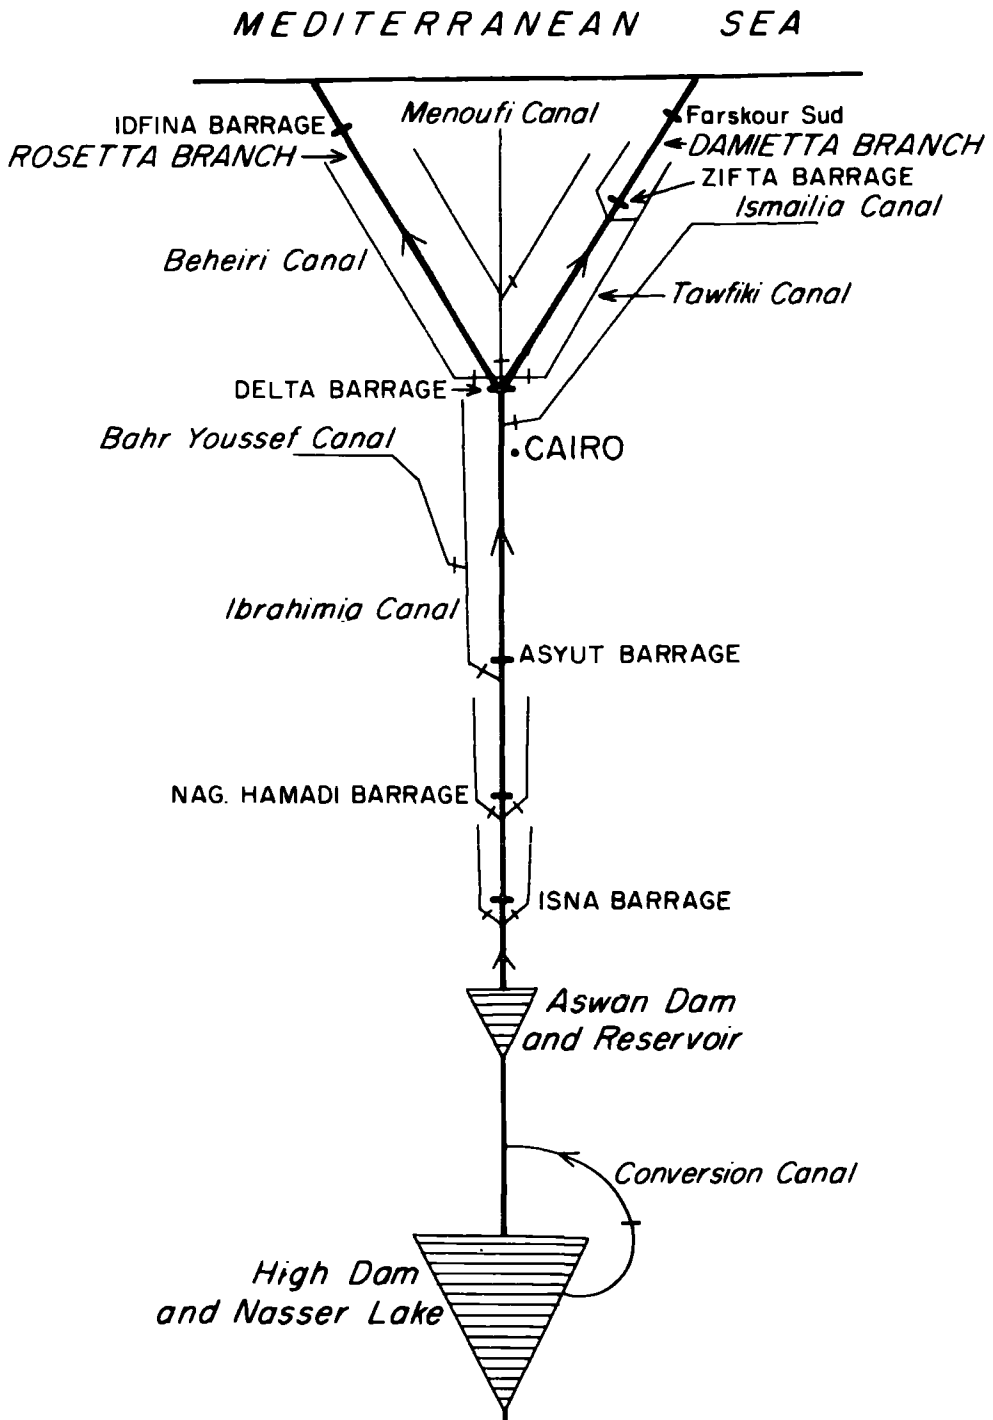 MEDITERRANEAN SEA
Menoufi Canal
IDFINA BARRAGE
Farskour Sud
ROSETTA BRANCH
DAMIETTA BRANCH
ZIFTA BARRAGE
Ismailia Canal
Beheiri Canal
Tawfiki Canal
DELTA BARRAGE
Bahr Youssef Canal
CAIRO
Ibrahimia Canal
ASYUT BARRAGE
NAG. HAMADI BARRAGE
ISNA BARRAGE
Aswan Dam
and Reservoir
Conversion Canal
High Dam
and Nasser Lake